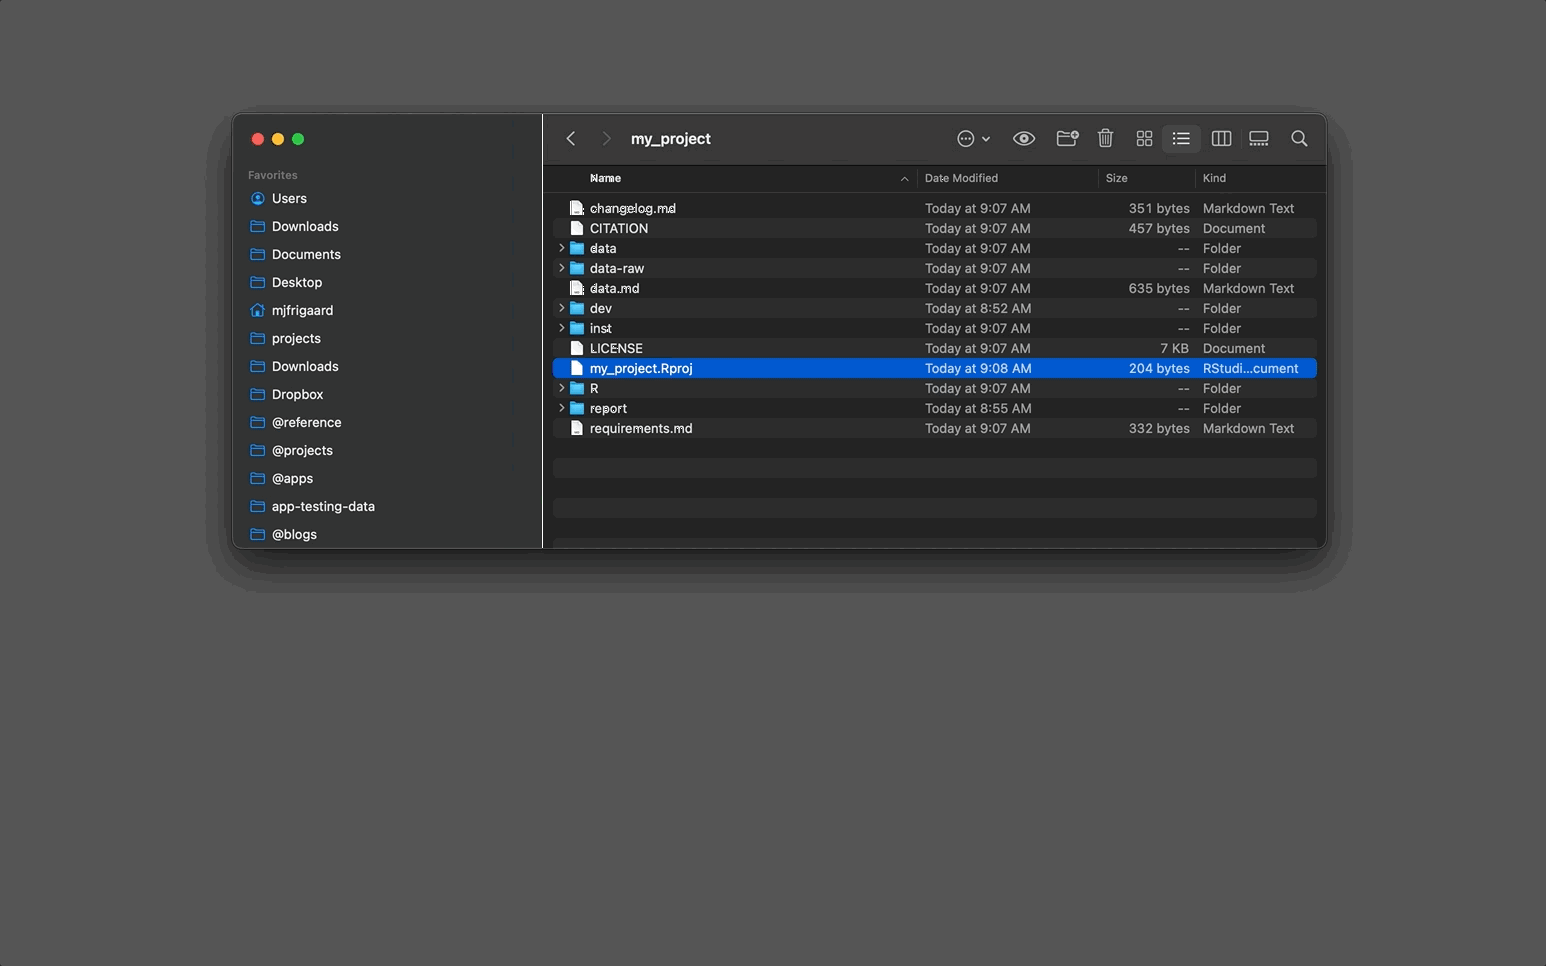 my_project
Favorites
Users
Downloads
Documents
Desktop
mjfrigaard
projects
Downloads
Dropbox
@reference
@projects
@apps
app-testing-data
@blogs
Name Date Modified Size Kind
changelog.md Today at 9:07 AM 351 bytes Markdown Text
CITATION Today at 9:07 AM 457 bytes Document
data Today at 9:07 AM -- Folder
data-raw Today at 9:07 AM -- Folder
data.md Today at 9:07 AM 635 bytes Markdown Text
dev Today at 8:52 AM -- Folder
inst Today at 9:07 AM -- Folder
LICENSE Today at 9:07 AM 7 KB Document
my_project.Rproj Today at 9:08 AM 204 bytes RStudi...cument
R Today at 9:07 AM -- Folder
report Today at 8:55 AM -- Folder
requirements.md Today at 9:07 AM 332 bytes Markdown Text